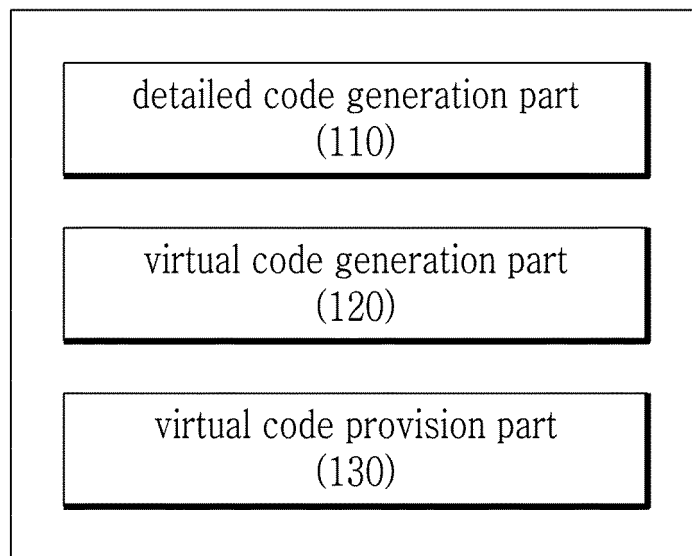 detailed code generation part
(110)
virtual code generation part
(120)
virtual code provision part
(130)